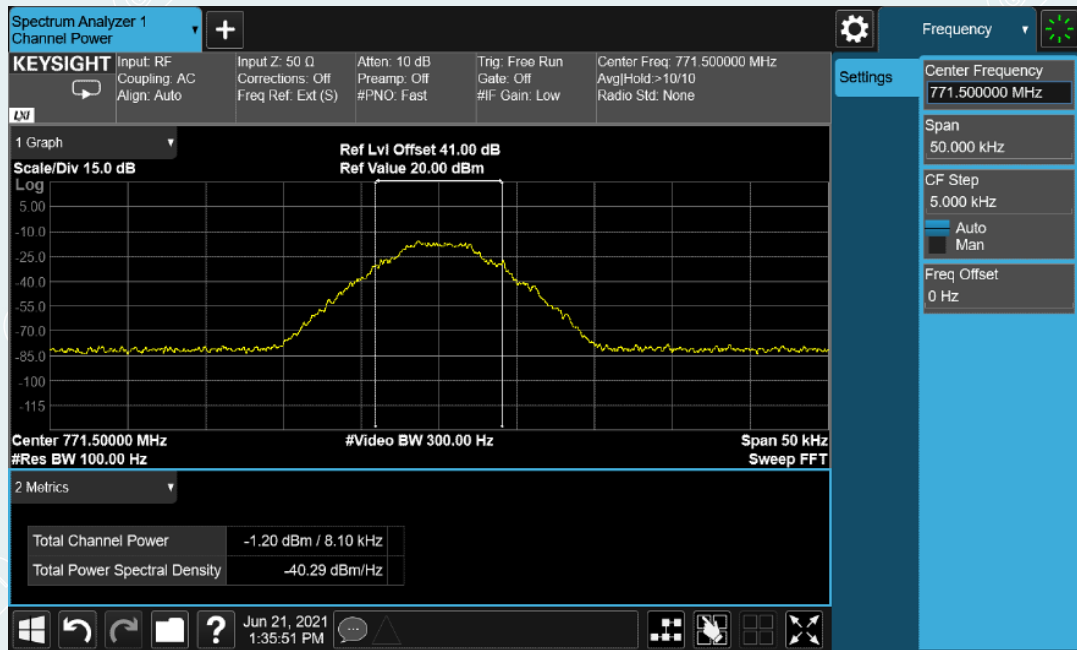 Spectrum Analyzer 1
Channel Power
+
Frequency
KEYSIGHT
LXI
Input: RF
Coupling: AC
Align: Auto
Input Z: 50 Ω
Corrections: Off
Freq Ref: Ext (S)
Atten: 10 dB
Preamp: Off
#PNO: Fast
Trig: Free Run
Gate: Off
#IF Gain: Low
Center Freq: 771.500000 MHz
Avg|Hold:>10/10
Radio Std: None
Settings
Center Frequency
771.500000 MHz
Span
50.000 kHz
CF Step
5.000 kHz
Auto
Man
Freq Offset
0 Hz
1 Graph
Scale/Div 15.0 dB
Ref Lvl Offset 41.00 dB
Ref Value 20.00 dBm
Log
5.00
-10.0
-25.0
-40.0
-55.0
-70.0
-85.0
-100
-115
Center 771.50000 MHz
#Res BW 100.00 Hz
#Video BW 300.00 Hz
Span 50 kHz
Sweep FFT
2 Metrics
Total Channel Power -1.20 dBm / 8.10 kHz
Total Power Spectral Density -40.29 dBm/Hz
?
Jun 21, 2021
1:35:51 PM